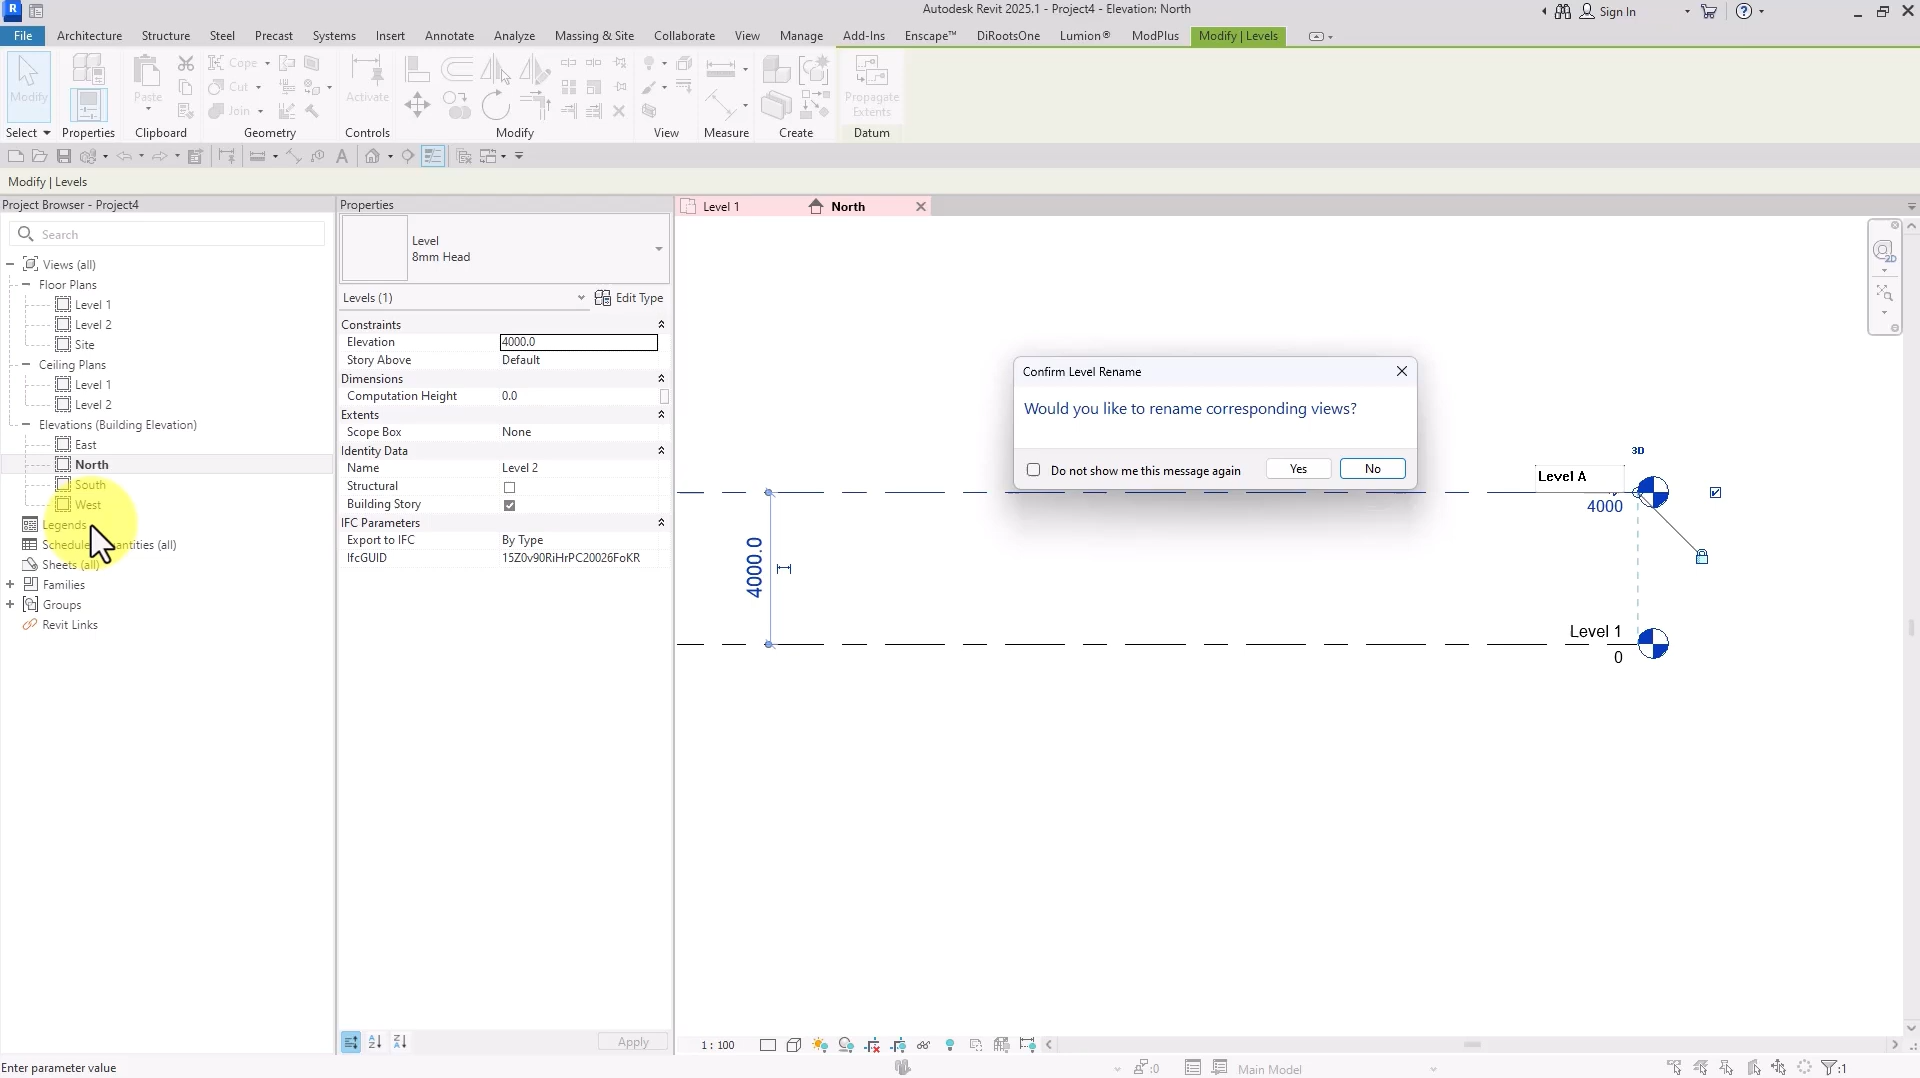 Autodesk Revit 2025.1 - Project4 - Elevation: North
Sign In
File Architecture Structure Steel Precast Systems Insert Annotate Analyze Massing & Site Collaborate View Manage Add-Ins Enscape™ DiRootsOne Lumion® ModPlus Modify | Levels
Modify
Paste
Cope
Cut
Join
Activate
Propagate
Extents
Select Properties Clipboard Geometry Controls Modify View Measure Create Datum
Modify | Levels
Project Browser - Project4
Search
Views (all)
Floor Plans
Level 1
Level 2
Site
Ceiling Plans
Level 1
Level 2
Elevations (Building Elevation)
East
North
South
West
Legends
Sheets (all)
Families
Groups
Revit Links
Properties
Level
8mm Head
Levels (1)
Edit Type
Constraints
Elevation 4000.0
Story Above Default
Dimensions
Computation Height 0.0
Extents
Scope Box None
Identity Data
Name Level 2
Structural
Building Story
IFC Parameters
Export to IFC By Type
IfcGUID 15Z0v90RiHrPC20026FoKR
Apply
Level 1
North
Confirm Level Rename
Would you like to rename corresponding views?
Do not show me this message again
Yes
No
3D
Level A
4000
4000.0
Level 1
0
2D
1 : 100
Enter parameter value
:0
Main Model
:1